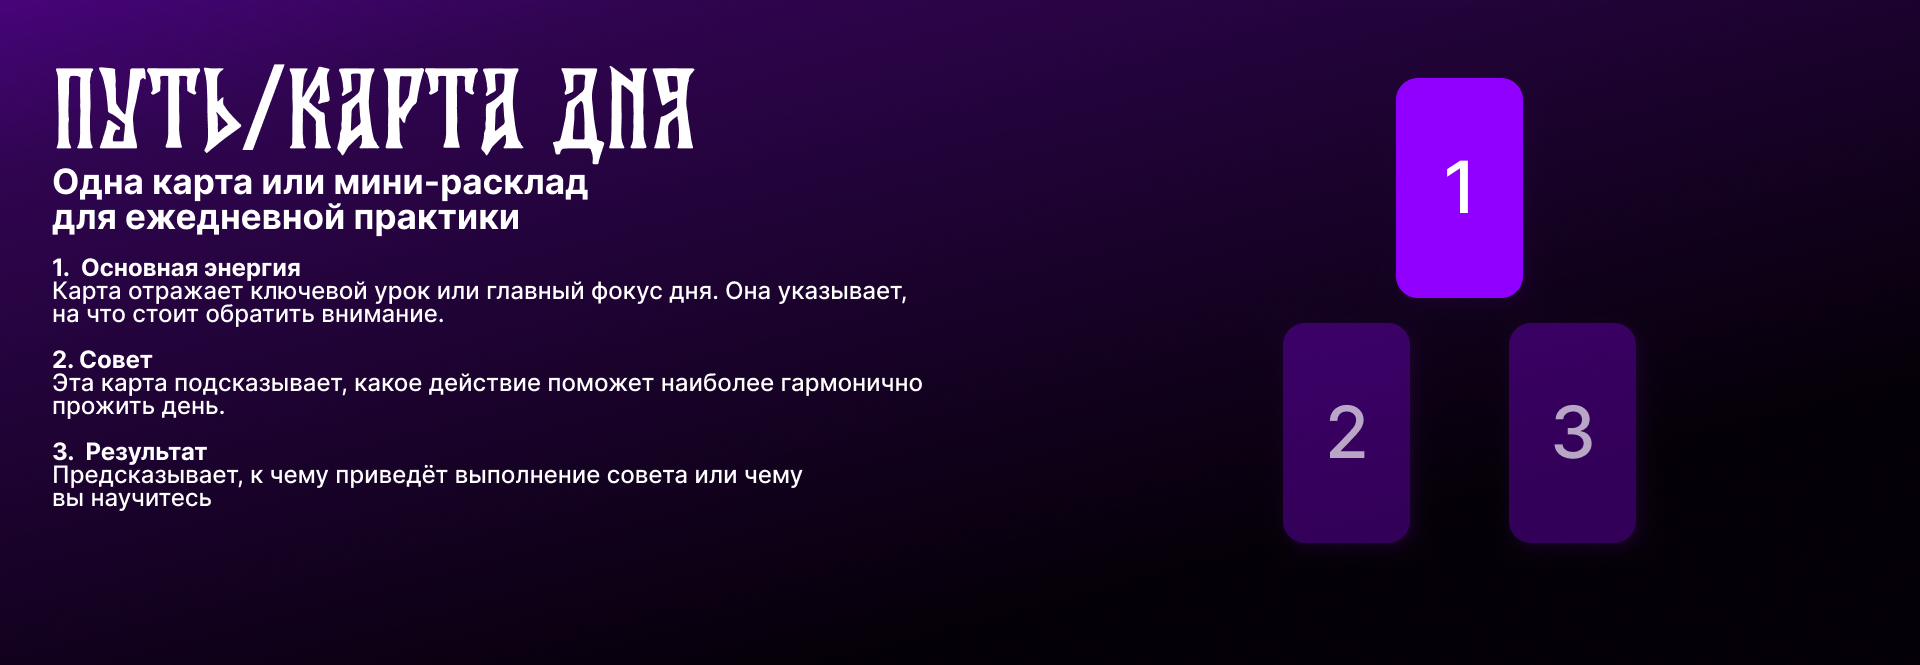 ПУТЬ/КАРТА ДНЯ
Одна карта или мини-расклад
для ежедневной практики
1. Основная энергия
Карта отражает ключевой урок или главный фокус дня. Она указывает,
на что стоит обратить внимание.
2. Совет
Эта карта подсказывает, какое действие поможет наиболее гармонично
прожить день.
3. Результат
Предсказывает, к чему приведёт выполнение совета или чему
вы научитесь
1
2
3